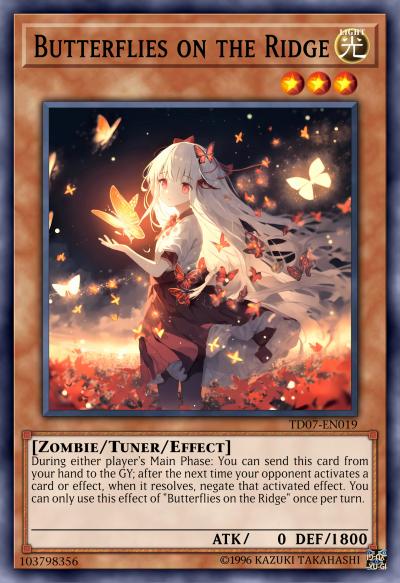 BUTTERFLIES ON THE RIDGE
LIGHT
光
TD07-EN019
[ZOMBIE/TUNER/EFFECT]
During either player's Main Phase: You can send this card from
your hand to the GY; after the next time your opponent activates
a card or effect, when it resolves, negate that activated effect. You
can only use this effect of "Butterflies on the Ridge" once per turn.
ATK/ 0 DEF/1800
103798356
©1996 KAZUKI TAKAHASHI